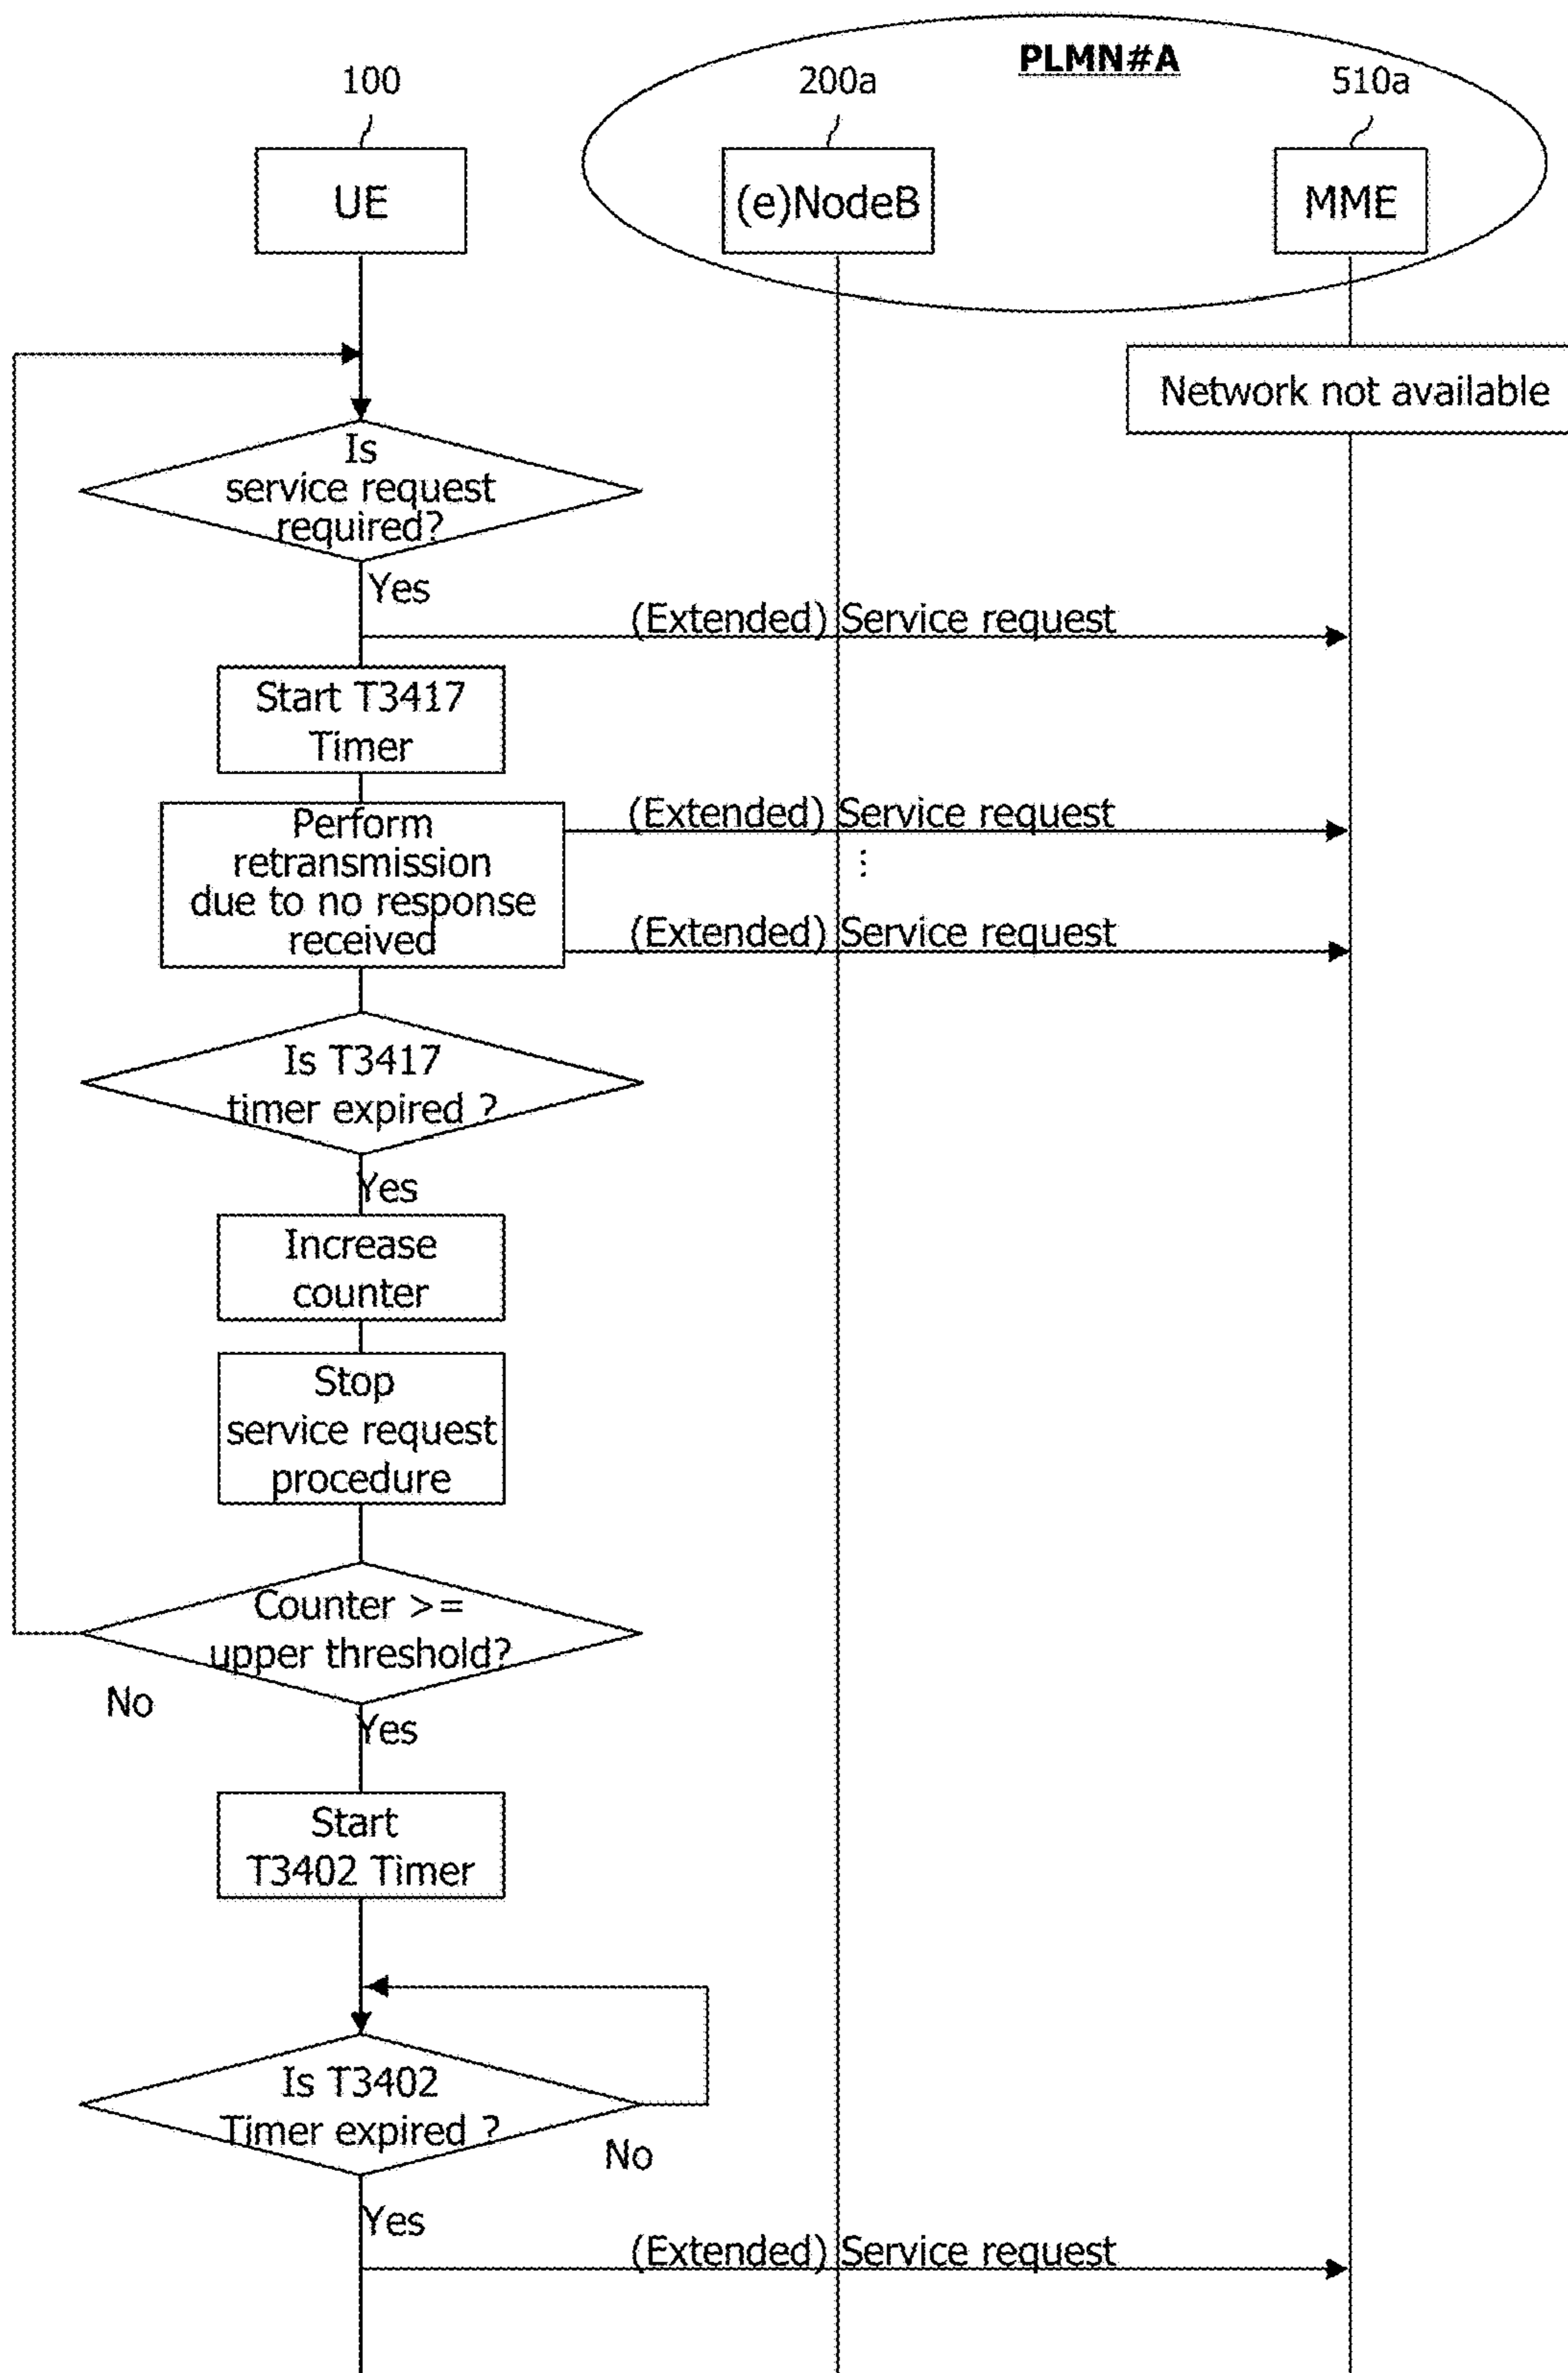 PLMN#A
100
200a
510a
UE
(e)NodeB
MME
Network not available
Is
service request
required?
Yes
(Extended) Service request
Start T3417
Timer
Perform
retransmission
due to no response
received
(Extended) Service request
⋮
(Extended) Service request
Is T3417
timer expired ?
Yes
Increase
counter
Stop
service request
procedure
Counter >=
upper threshold?
No
Yes
Start
T3402 Timer
Is T3402
Timer expired ?
No
Yes
(Extended) Service request